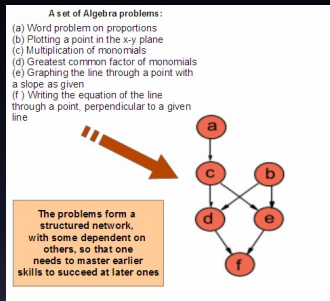 A set of Algebra problems:
(a) Word problem on proportions
(b) Plotting a point in the x-y plane
(c) Multiplication of monomials
(d) Greatest common factor of monomials
(e) Graphing the line through a point with
a slope as given
(f ) Writing the equation of the line
through a point, perpendicular to a given
line
a
c
b
d
e
f
The problems form a
structured network,
with some dependent on
others, so that one
needs to master earlier
skills to succeed at later ones